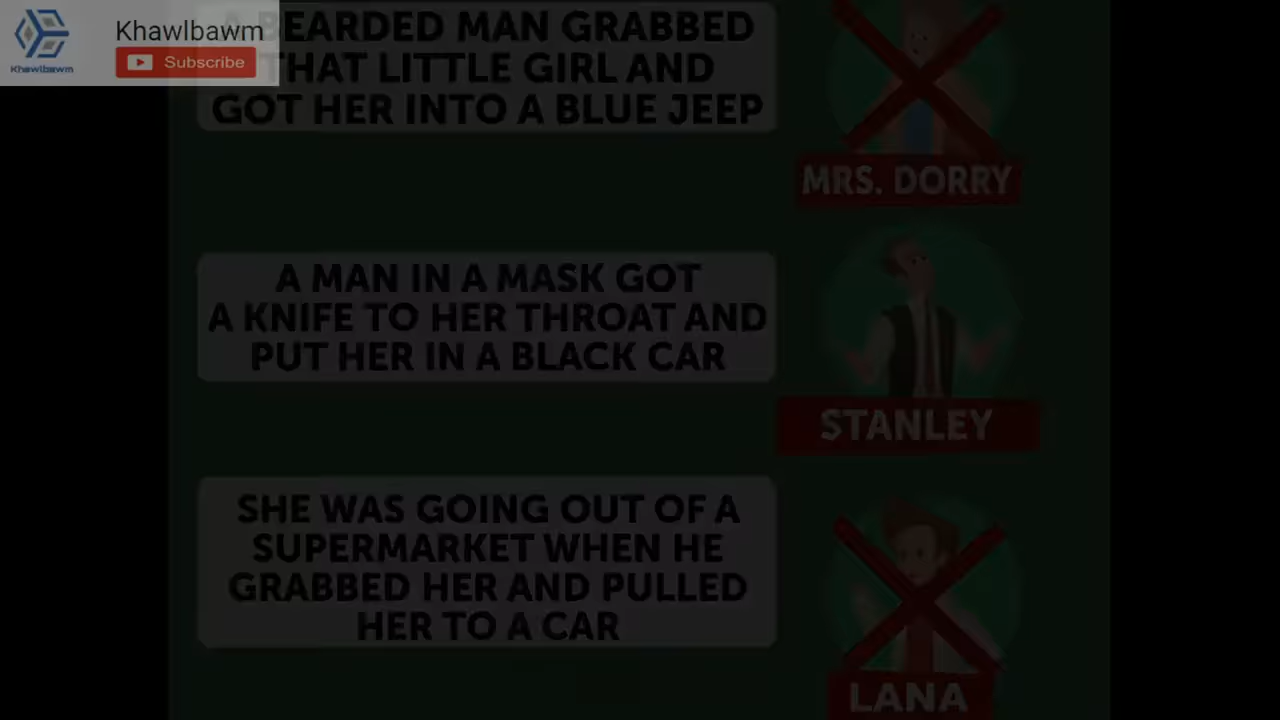 Khawlbawm
Khawlbawm
Subscribe
A BEARDED MAN GRABBED
THAT LITTLE GIRL AND
GOT HER INTO A BLUE JEEP
MRS. DORRY
A MAN IN A MASK GOT
A KNIFE TO HER THROAT AND
PUT HER IN A BLACK CAR
STANLEY
SHE WAS GOING OUT OF A
SUPERMARKET WHEN HE
GRABBED HER AND PULLED
HER TO A CAR
LANA